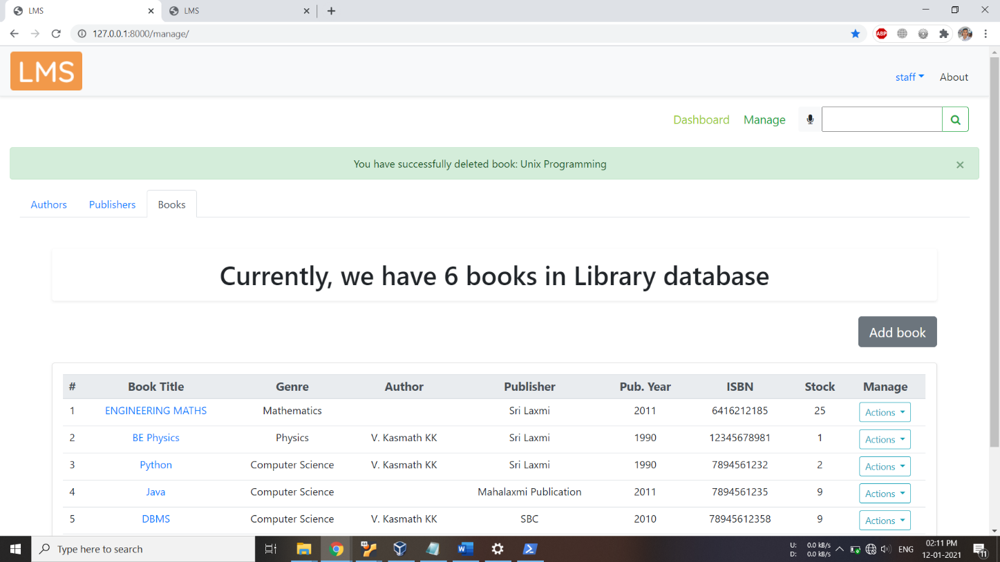 LMS
LMS
127.0.0.1:8000/manage/
ABP
LMS
staff
About
Dashboard
Manage
You have successfully deleted book: Unix Programming
×
Authors
Publishers
Books
Currently, we have 6 books in Library database
Add book
# Book Title Genre Author Publisher Pub. Year ISBN Stock Manage
1 ENGINEERING MATHS Mathematics Sri Laxmi 2011 6416212185 25 Actions
2 BE Physics Physics V. Kasmath KK Sri Laxmi 1990 12345678981 1 Actions
3 Python Computer Science V. Kasmath KK Sri Laxmi 1990 7894561232 2 Actions
4 Java Computer Science Mahalaxmi Publication 2011 7894561235 9 Actions
5 DBMS Computer Science V. Kasmath KK SBC 2010 78945612358 9 Actions
Type here to search
U: 0.0 kB/s
D: 0.0 kB/s
ENG
02:11 PM
12-01-2021
11